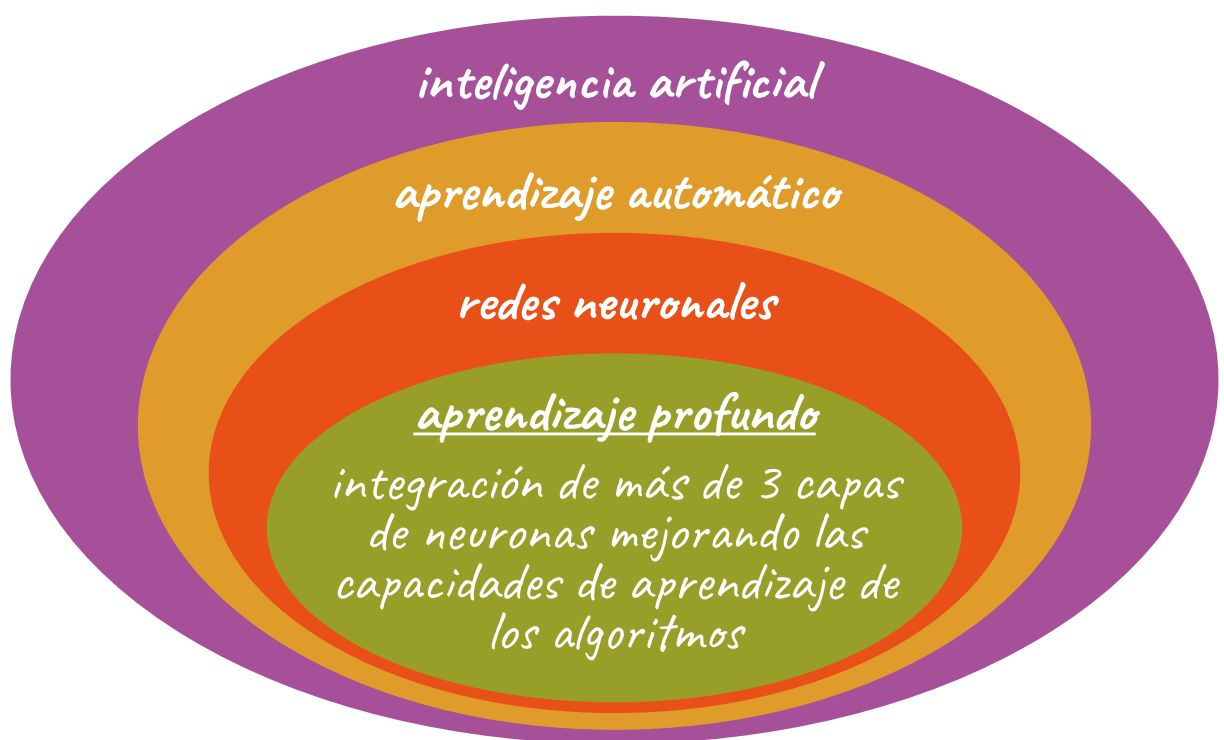 inteligencia artificial
aprendizaje automático
redes neuronales
aprendizaje profundo
integración de más de 3 capas
de neuronas mejorando las
capacidades de aprendizaje de
los algoritmos